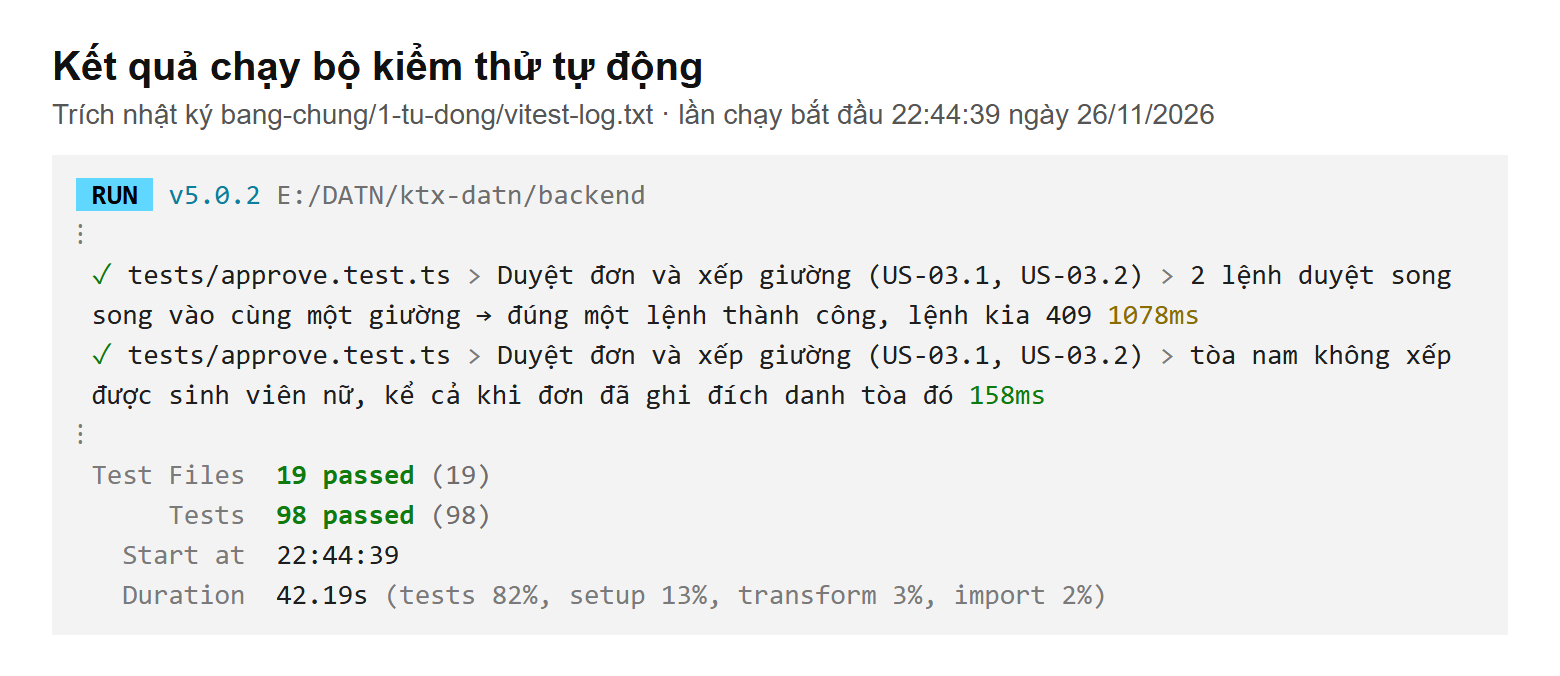 Kết quả chạy bộ kiểm thử tự động
Trích nhật ký bang-chung/1-tu-dong/vitest-log.txt · lần chạy bắt đầu 22:44:39 ngày 26/11/2026
RUN v5.0.2 E:/DATN/ktx-datn/backend
⋮
✓ tests/approve.test.ts > Duyệt đơn và xếp giường (US-03.1, US-03.2) > 2 lệnh duyệt song
song vào cùng một giường → đúng một lệnh thành công, lệnh kia 409 1078ms
✓ tests/approve.test.ts > Duyệt đơn và xếp giường (US-03.1, US-03.2) > tòa nam không xếp
được sinh viên nữ, kể cả khi đơn đã ghi đích danh tòa đó 158ms
⋮
Test Files 19 passed (19)
Tests 98 passed (98)
Start at 22:44:39
Duration 42.19s (tests 82%, setup 13%, transform 3%, import 2%)